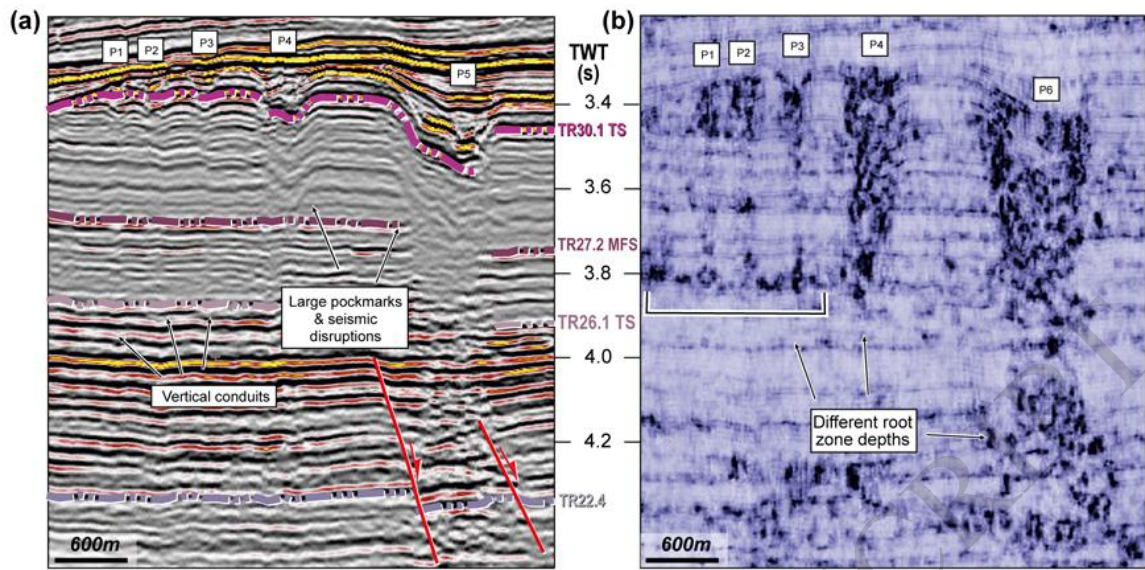 (a)
P1
P2
P3
P4
P5
TWT
(s)
3.4
TR30.1 TS
3.6
TR27.2 MFS
3.8
TR26.1 TS
4.0
4.2
TR22.4
Large pockmarks
& seismic
disruptions
Vertical conduits
600m
(b)
P1
P2
P3
P4
P6
Different root
zone depths
600m
CRIPT